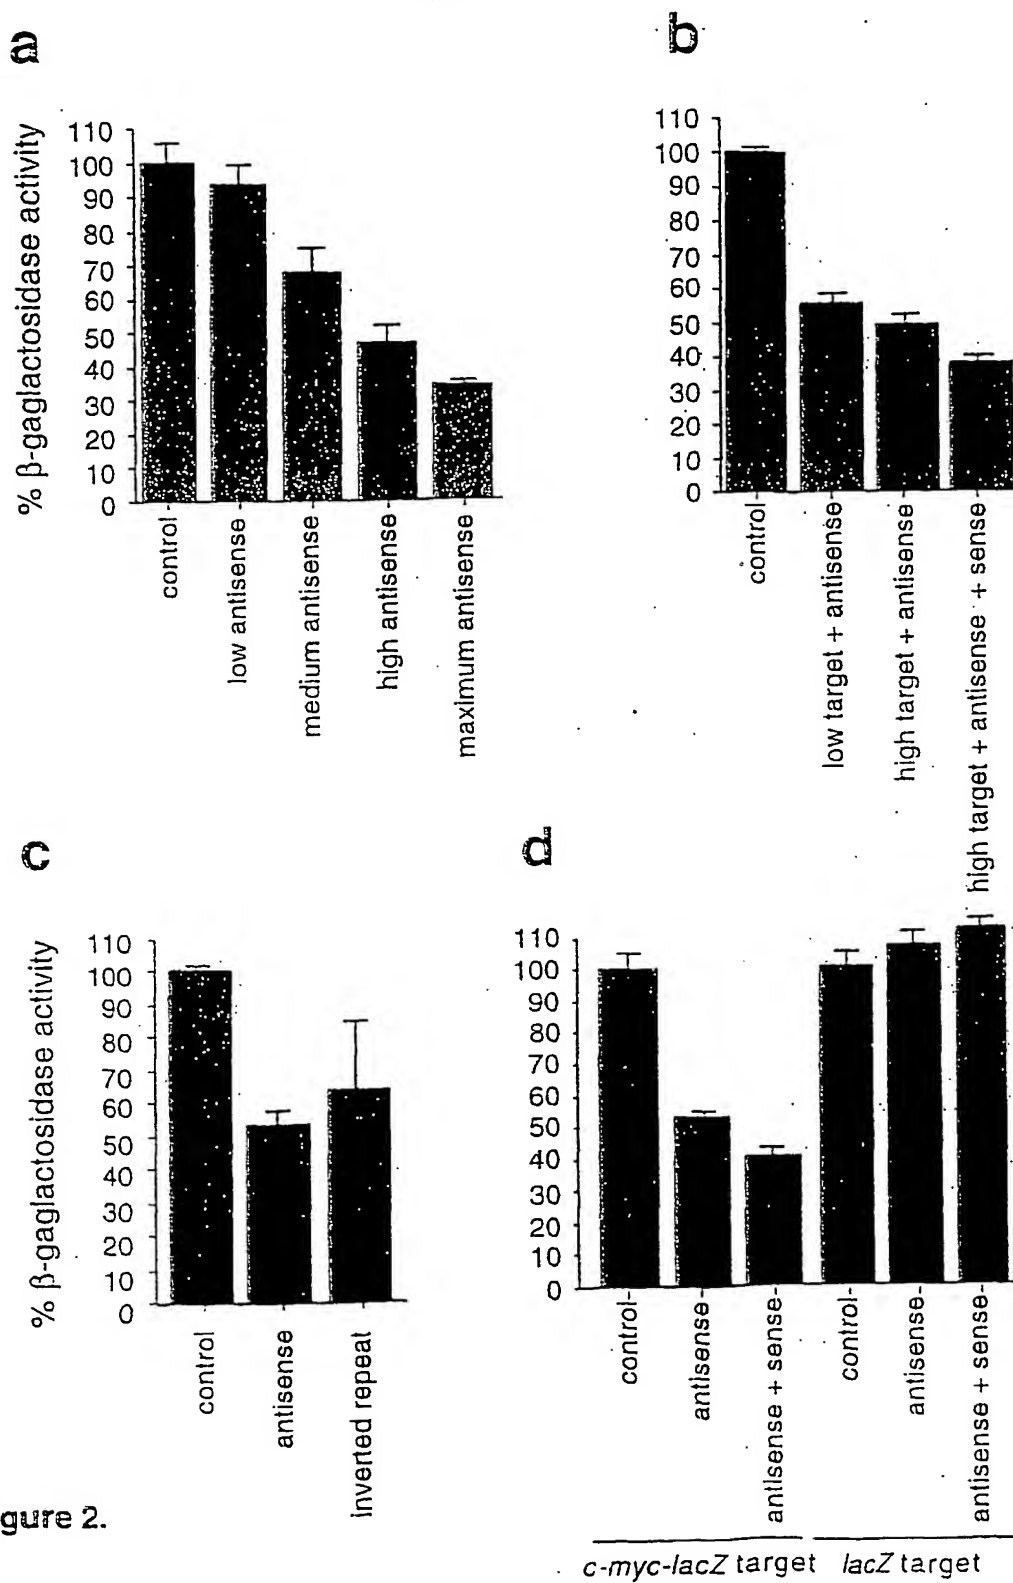 a
% β-gaglactosidase activity
110
100
90
80
70
60
50
40
30
20
10
0
control
low antisense
medium antisense
high antisense
maximum antisense
b
110
100
90
80
70
60
50
40
30
20
10
0
control
low target + antisense
high target + antisense
high target + antisense + sense
c
% β-gaglactosidase activity
110
100
90
80
70
60
50
40
30
20
10
0
control
antisense
inverted repeat
d
110
100
90
80
70
60
50
40
30
20
10
0
control
antisense
antisense + sense
control
antisense
antisense + sense
c-myc-lacZ target
lacZ target
gure 2.